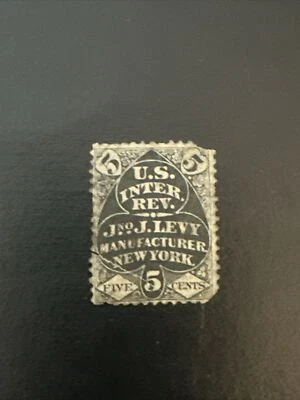 5 5
U.S.
INTER.
REV.
JNO J. LEVY
MANUFACTURER.
NEW YORK.
FIVE 5 CENTS